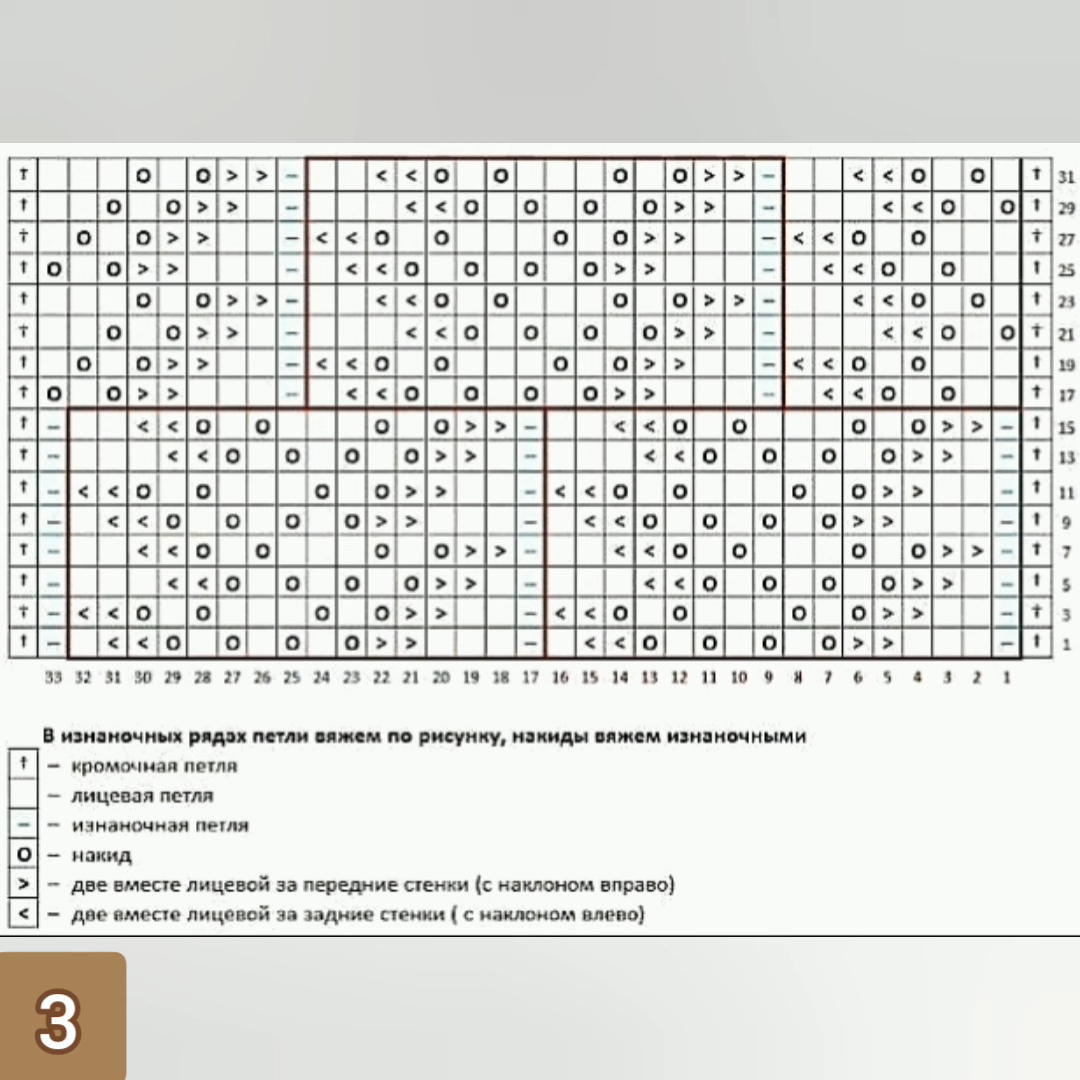 † O O > > – < < O O O O > > – < < O O † 31
† O O > > – < < O O O O > > – < < O O † 29
† O O > > – < < O O O O > > – < < O O † 27
† O O > > – < < O O O O > > – < < O O † 25
† O O > > – < < O O O O > > – < < O O † 23
† O O > > – < < O O O O > > – < < O O † 21
† O O > > – < < O O O O > > – < < O O † 19
† O O > > – < < O O O O > > – < < O O † 17
† – < < O O O O > > – < < O O O O > > – † 15
† – < < O O O O > > – < < O O O O > > – † 13
† – < < O O O O > > – < < O O O O > > – † 11
† – < < O O O O > > – < < O O O O > > – † 9
† – < < O O O O > > – < < O O O O > > – † 7
† – < < O O O O > > – < < O O O O > > – † 5
† – < < O O O O > > – < < O O O O > > – † 3
† – < < O O O O > > – < < O O O O > > – † 1
33 32 31 30 29 28 27 26 25 24 23 22 21 20 19 18 17 16 15 14 13 12 11 10 9 8 7 6 5 4 3 2 1
В изнаночных рядах петли вяжем по рисунку, накиды вяжем изнаночными
† – кромочная петля
– лицевая петля
– – изнаночная петля
O – накид
> – две вместе лицевой за передние стенки (с наклоном вправо)
< – две вместе лицевой за задние стенки ( с наклоном влево)
3